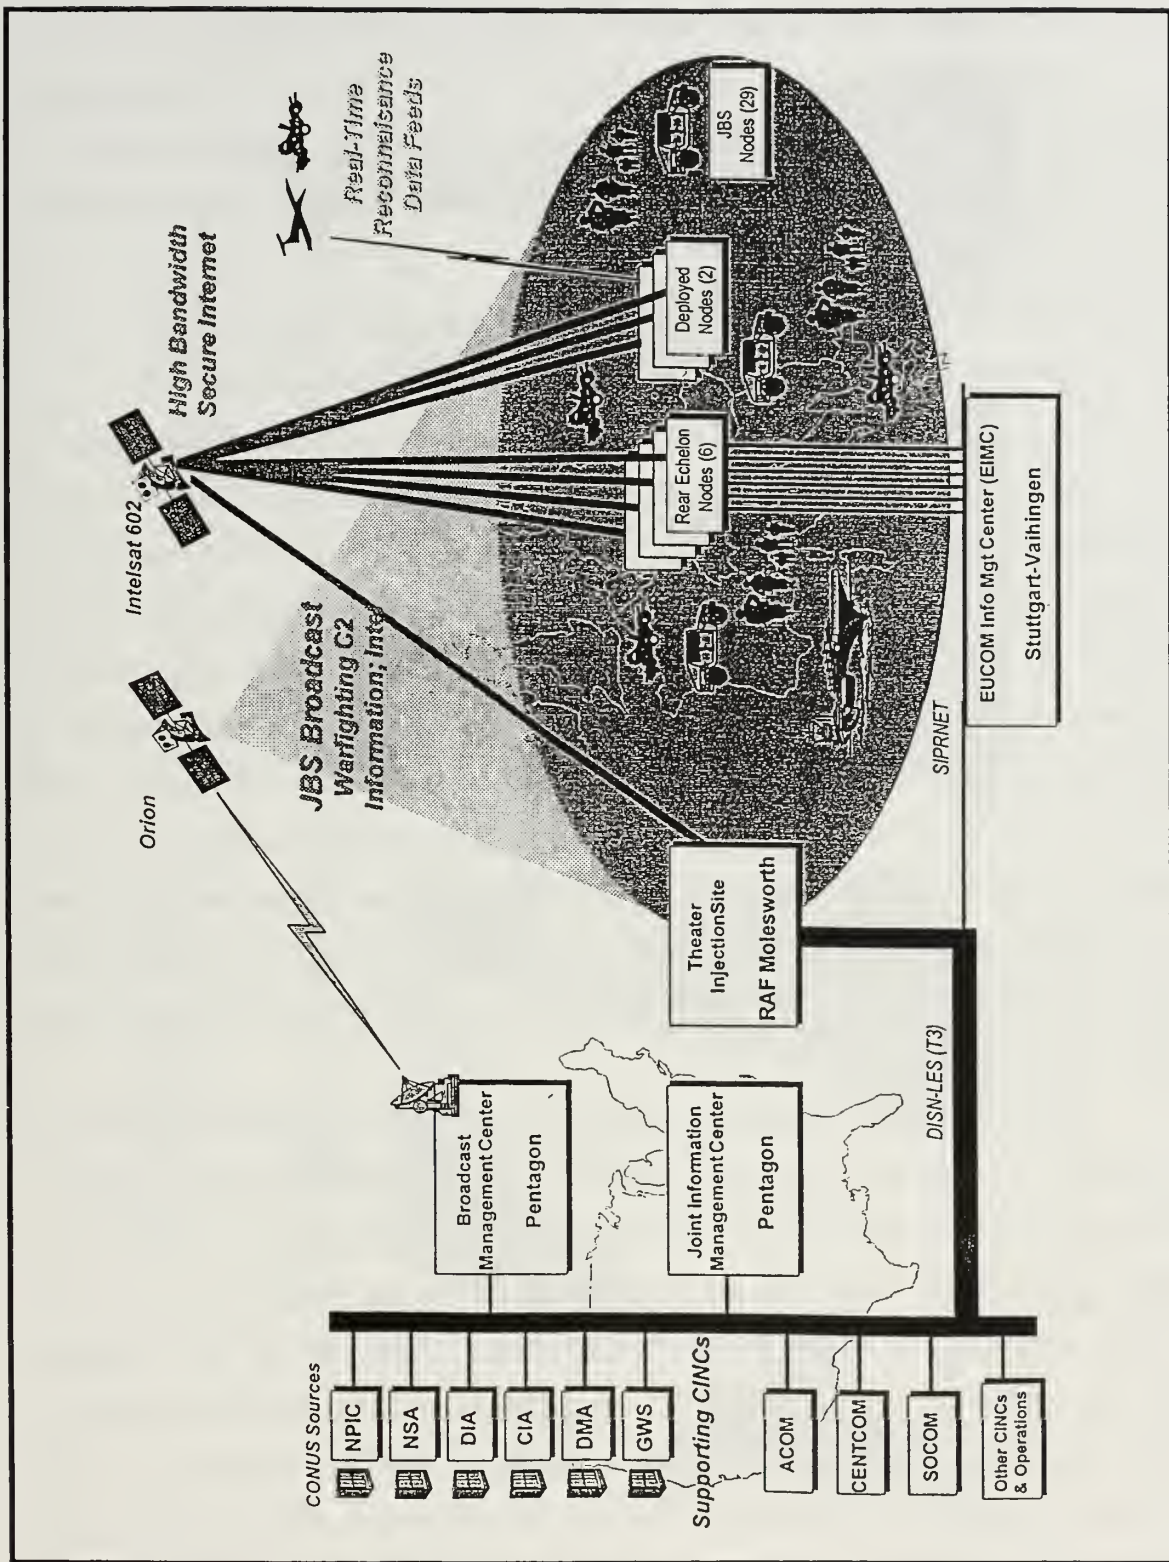 Orion
Intelsat 602
High Bandwidth
Secure Internet
Real-Time
Reconnaisance
Data Feeds
JBS Broadcast
Warfighting C2
Information; Inte
CONUS Sources
NPIC
NSA
DIA
CIA
DMA
GWS
Supporting CINCs
ACOM
CENTCOM
SOCOM
Other CINCs
& Operations
Broadcast
Management Center
Pentagon
Joint Information
Management Center
Pentagon
Theater
InjectionSite
RAF Molesworth
Rear Echelon
Nodes (6)
Deployed
Nodes (2)
JBS
Nodes (29)
DISN-LES (T3)
SIPRNET
EUCOM Info Mgt Center (EIMC)
Stuttgart-Vaihingen